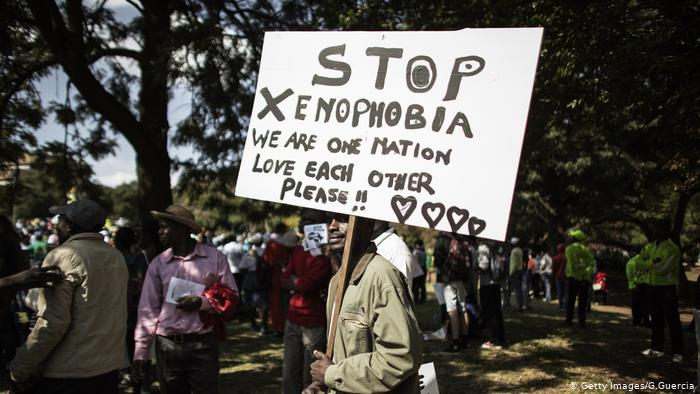 STOP
XENOPHOBIA
WE ARE ONE NATION
LOVE EACH OTHER
PLEASE!!
© Getty Images/G.Guercia